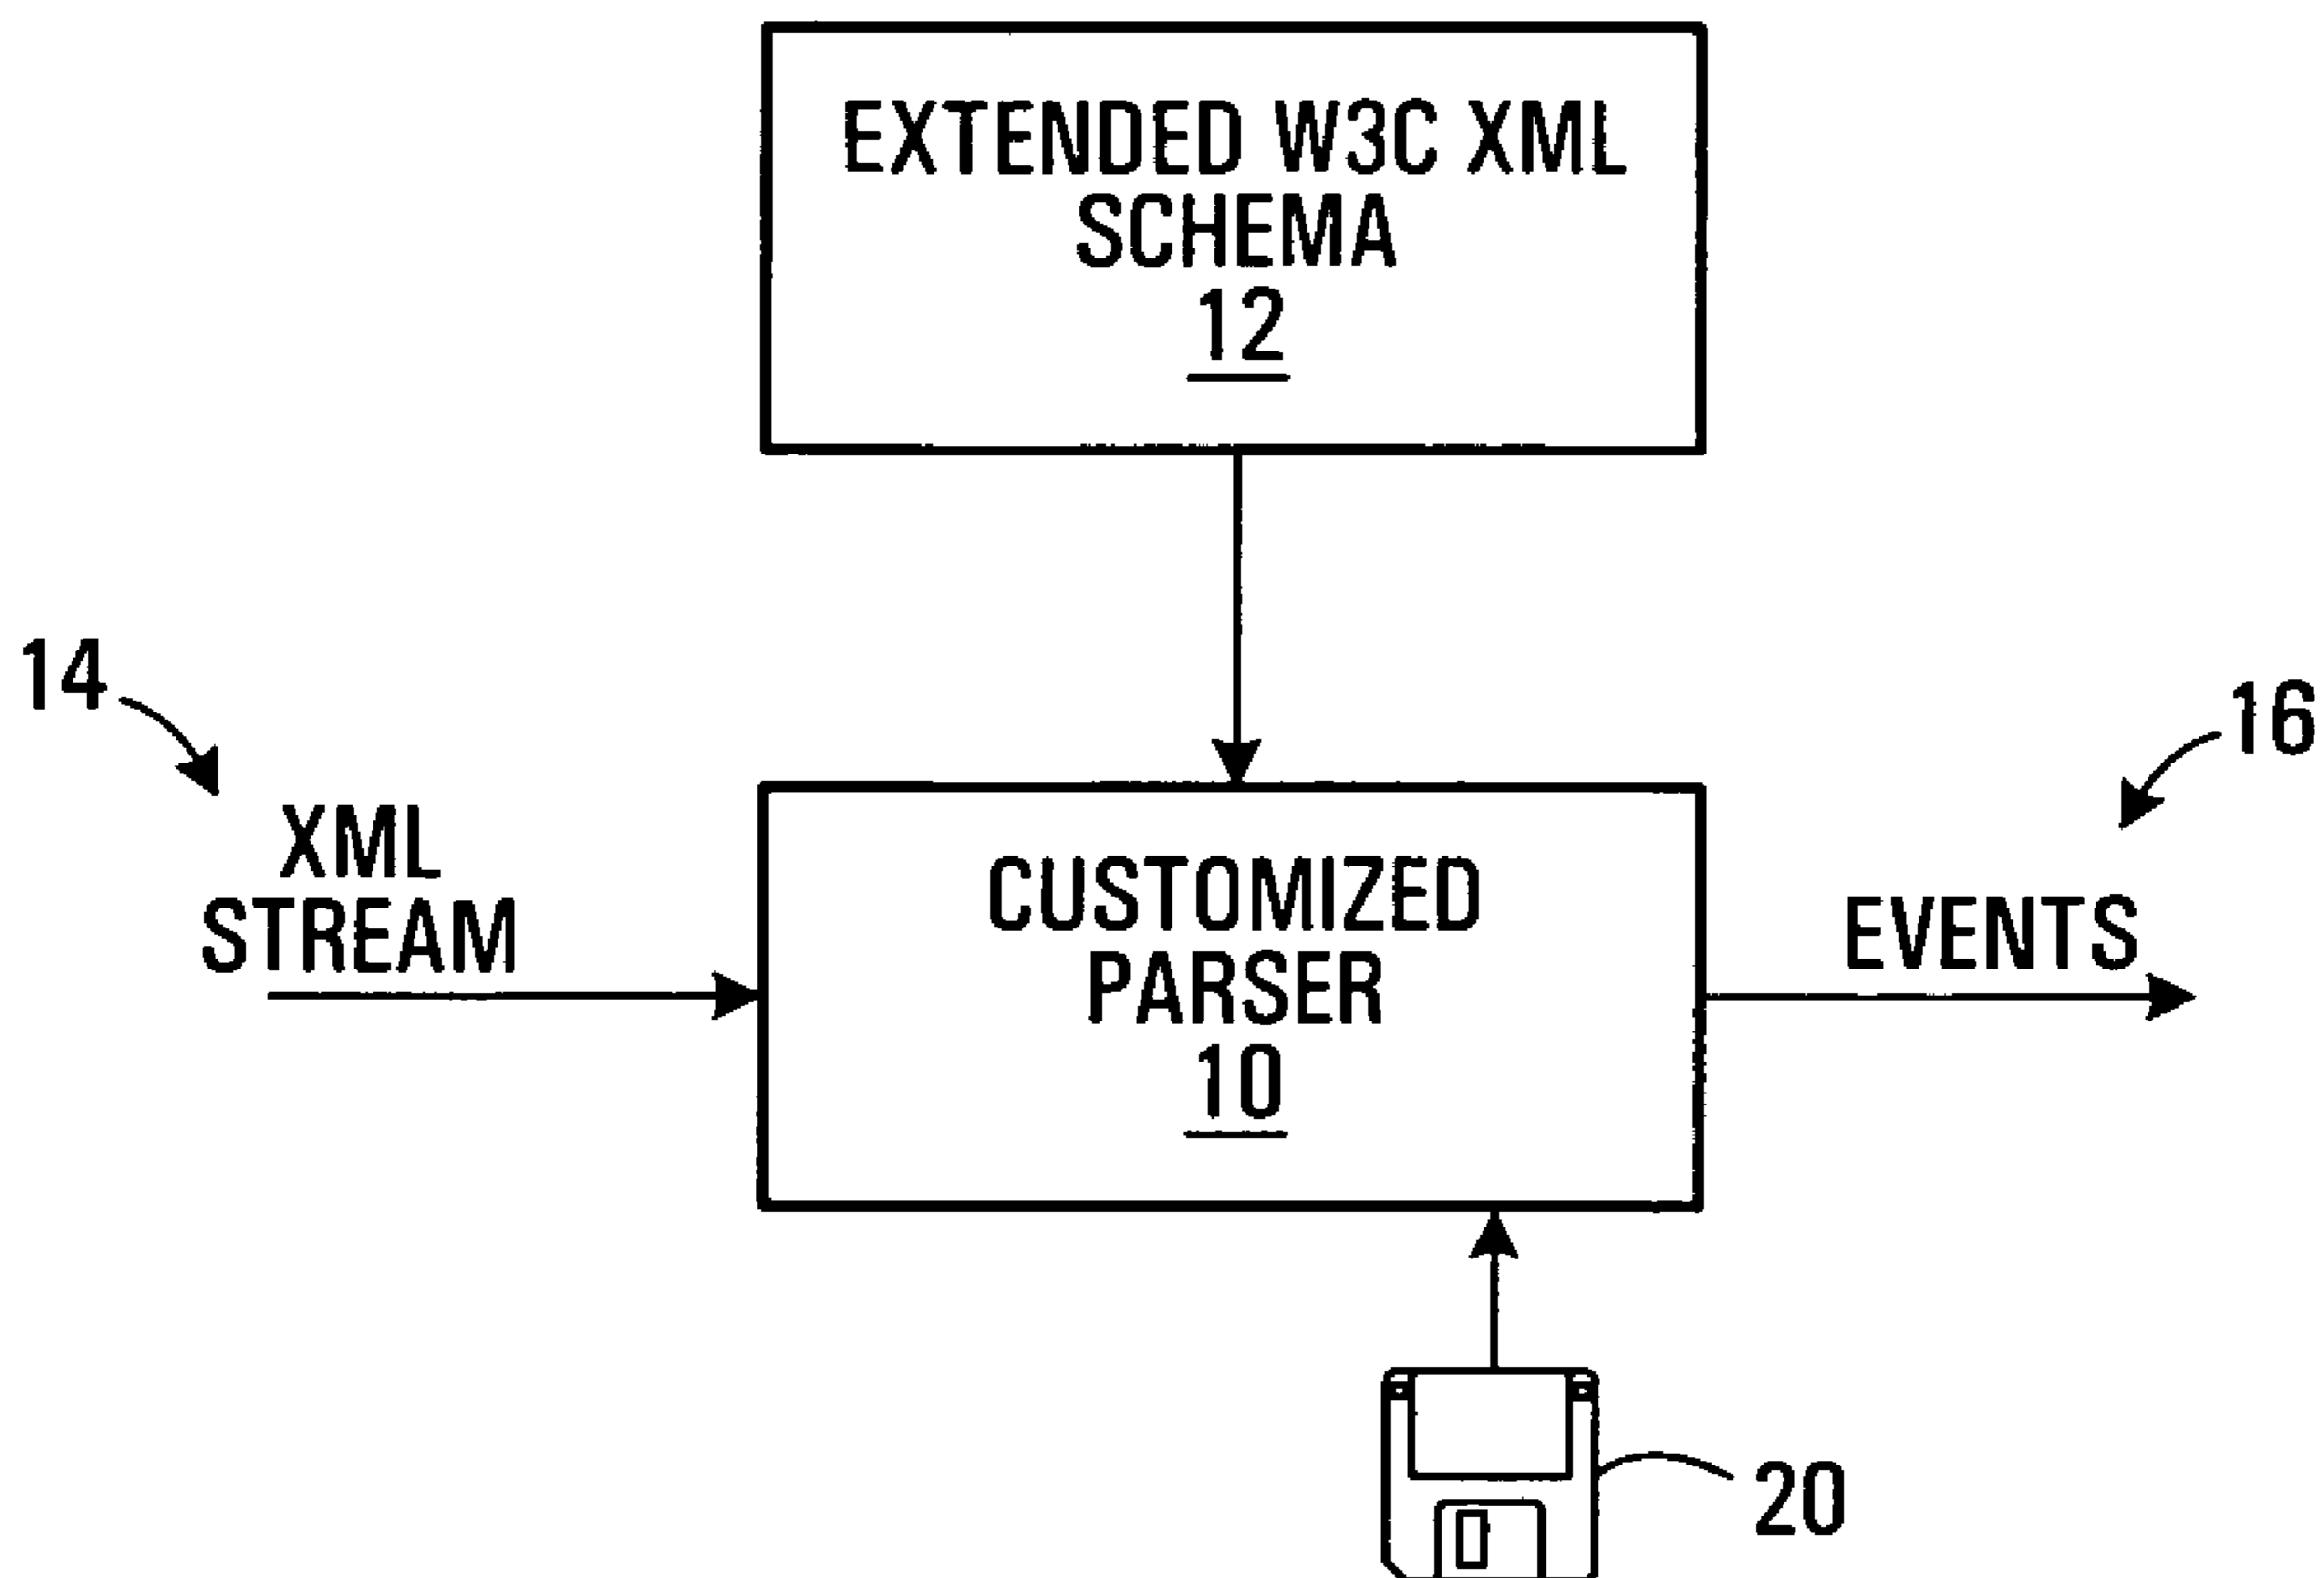 EXTENDED W3C XML
SCHEMA
12
14
16
XML
STREAM
CUSTOMIZED
PARSER
10
EVENTS
20